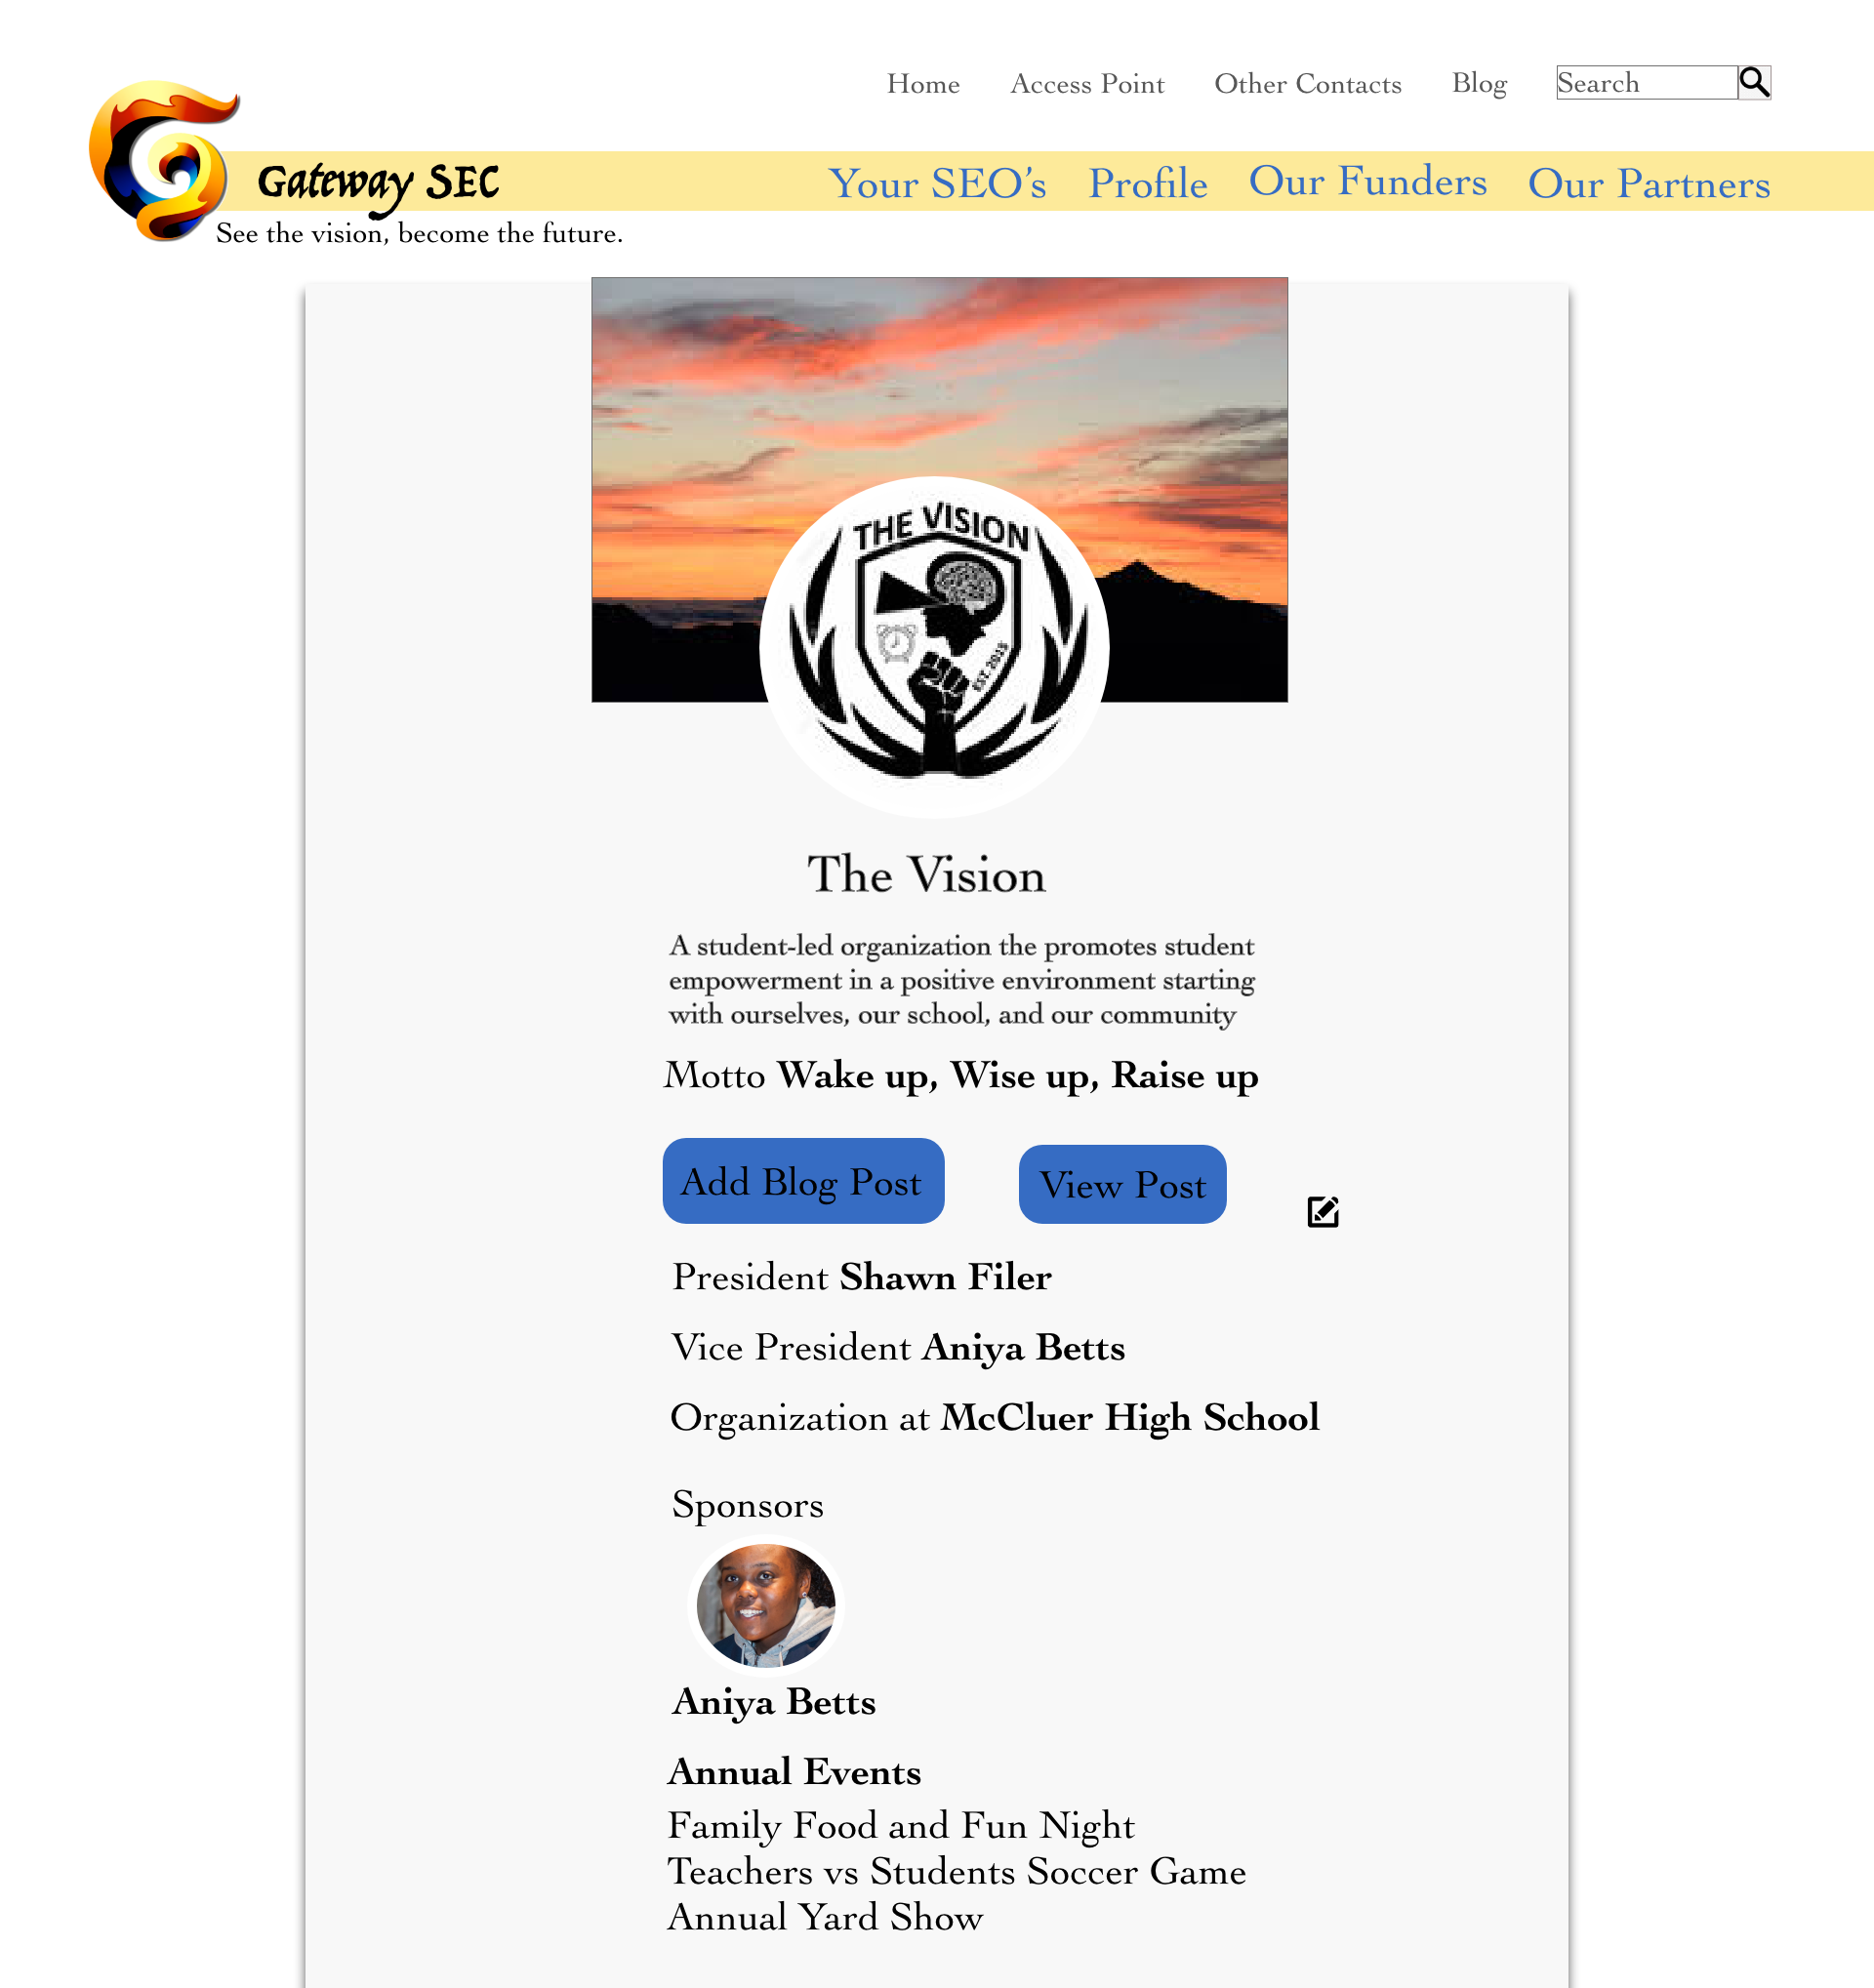 Home Access Point Other Contacts Blog Search
Gateway SEC
Your SEO’s Profile Our Funders Our Partners
See the vision, become the future.
THE VISION
EST. 2013
The Vision
A student-led organization the promotes student
empowerment in a positive environment starting
with ourselves, our school, and our community
Motto Wake up, Wise up, Raise up
Add Blog Post View Post
President Shawn Filer
Vice President Aniya Betts
Organization at McCluer High School
Sponsors
Aniya Betts
Annual Events
Family Food and Fun Night
Teachers vs Students Soccer Game
Annual Yard Show